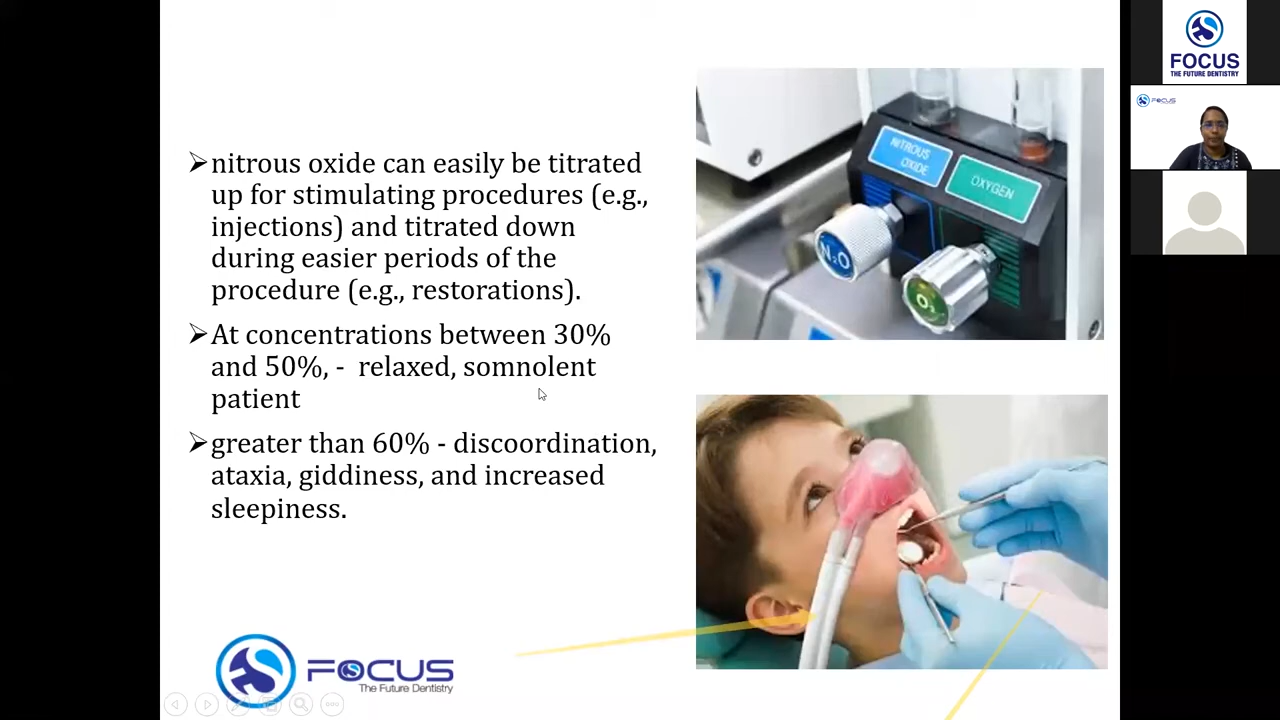 nitrous oxide can easily be titrated
up for stimulating procedures (e.g.,
injections) and titrated down
during easier periods of the
procedure (e.g., restorations).
At concentrations between 30%
and 50%, - relaxed, somnolent
patient
greater than 60% - discoordination,
ataxia, giddiness, and increased
sleepiness.
NITROUS
OXIDE
OXYGEN
N2O
O2
FOCUS
The Future Dentistry
FOCUS
THE FUTURE DENTISTRY
FOCUS